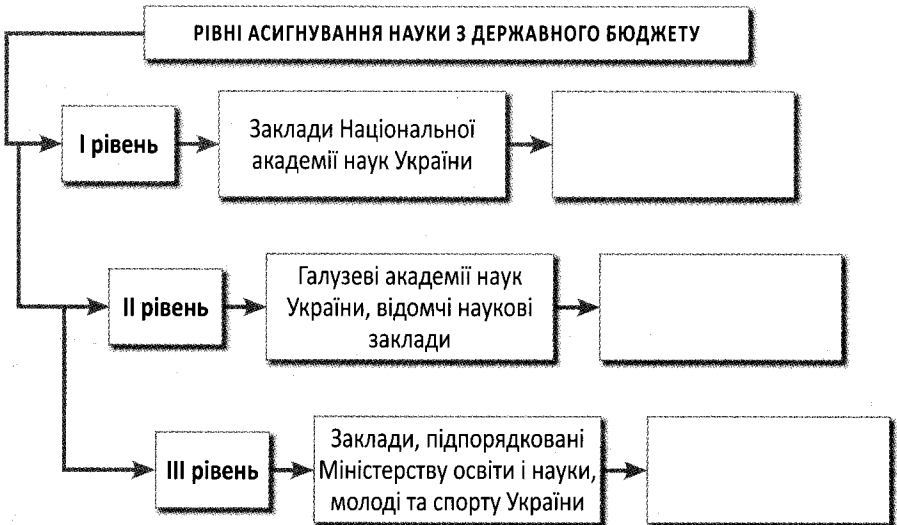 РІВНІ АСИГНУВАННЯ НАУКИ З ДЕРЖАВНОГО БЮДЖЕТУ
І рівень
Заклади Національної
академії наук України
ІІ рівень
Галузеві академії наук
України, відомчі наукові
заклади
ІІІ рівень
Заклади, підпорядковані
Міністерству освіти і науки,
молоді та спорту України